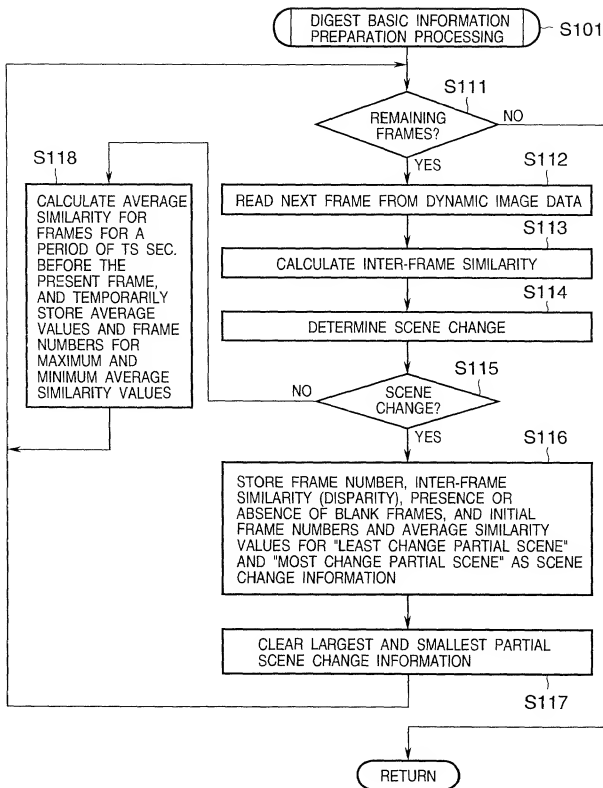 DIGEST BASIC INFORMATION
PREPARATION PROCESSING
S101
S111
REMAINING
FRAMES?
NO
YES
S112
READ NEXT FRAME FROM DYNAMIC IMAGE DATA
S113
CALCULATE INTER-FRAME SIMILARITY
S114
DETERMINE SCENE CHANGE
S115
SCENE
CHANGE?
NO
YES
S118
CALCULATE AVERAGE
SIMILARITY FOR
FRAMES FOR A
PERIOD OF TS SEC.
BEFORE THE
PRESENT FRAME,
AND TEMPORARILY
STORE AVERAGE
VALUES AND FRAME
NUMBERS FOR
MAXIMUM AND
MINIMUM AVERAGE
SIMILARITY VALUES
S116
STORE FRAME NUMBER, INTER-FRAME
SIMILARITY (DISPARITY), PRESENCE OR
ABSENCE OF BLANK FRAMES, AND INITIAL
FRAME NUMBERS AND AVERAGE SIMILARITY
VALUES FOR "LEAST CHANGE PARTIAL SCENE"
AND "MOST CHANGE PARTIAL SCENE" AS SCENE
CHANGE INFORMATION
CLEAR LARGEST AND SMALLEST PARTIAL
SCENE CHANGE INFORMATION
S117
RETURN